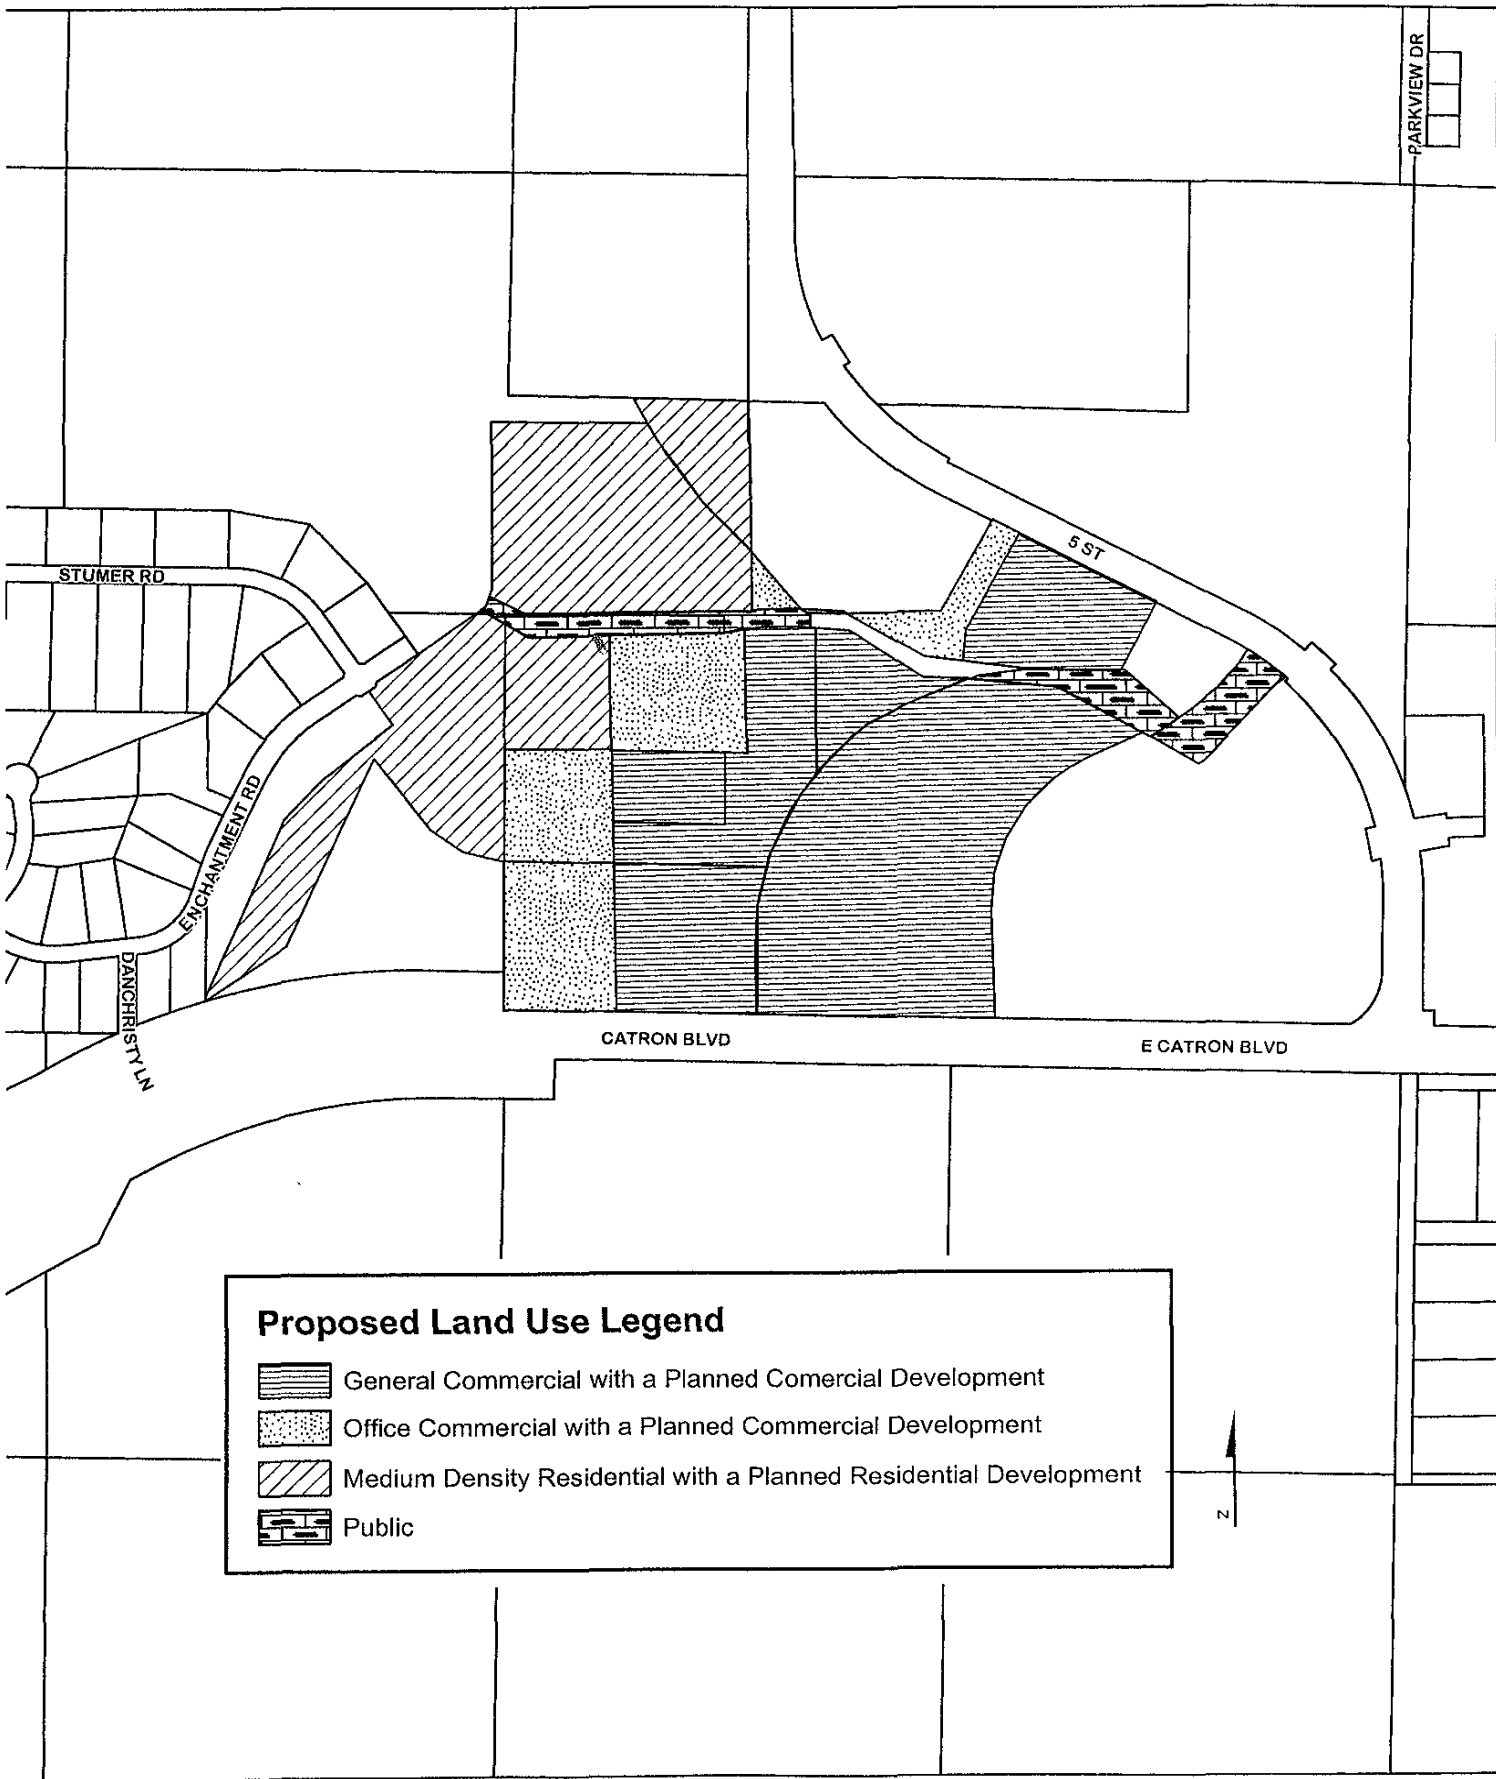 PARKVIEW DR
5 ST
STUMER RD
ENCHANTMENT RD
DANCHRISTY LN
CATRON BLVD
E CATRON BLVD
Proposed Land Use Legend
General Commercial with a Planned Comercial Development
Office Commercial with a Planned Commercial Development
Medium Density Residential with a Planned Residential Development
Public
N